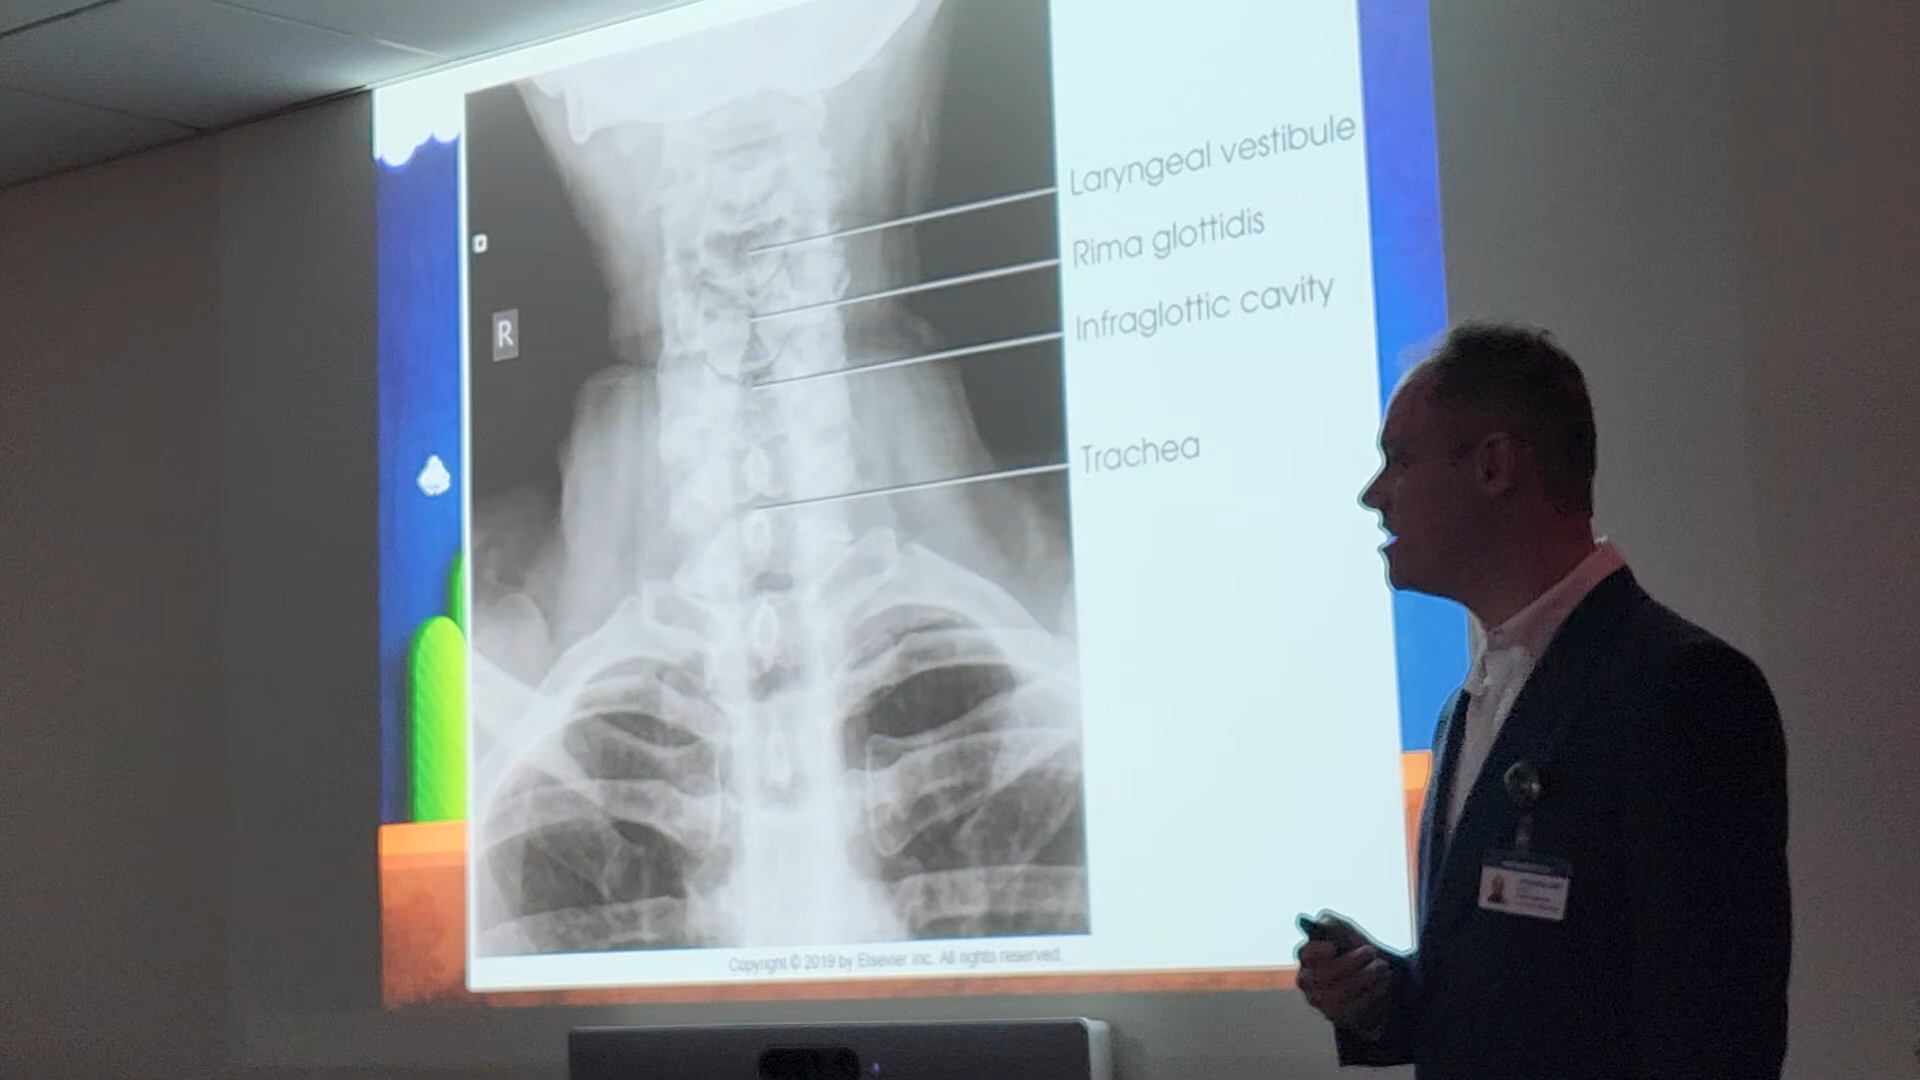 Laryngeal vestibule
Rima glottidis
Infraglottic cavity
R
Trachea
Copyright © 2019 by Elsevier Inc. All rights reserved.